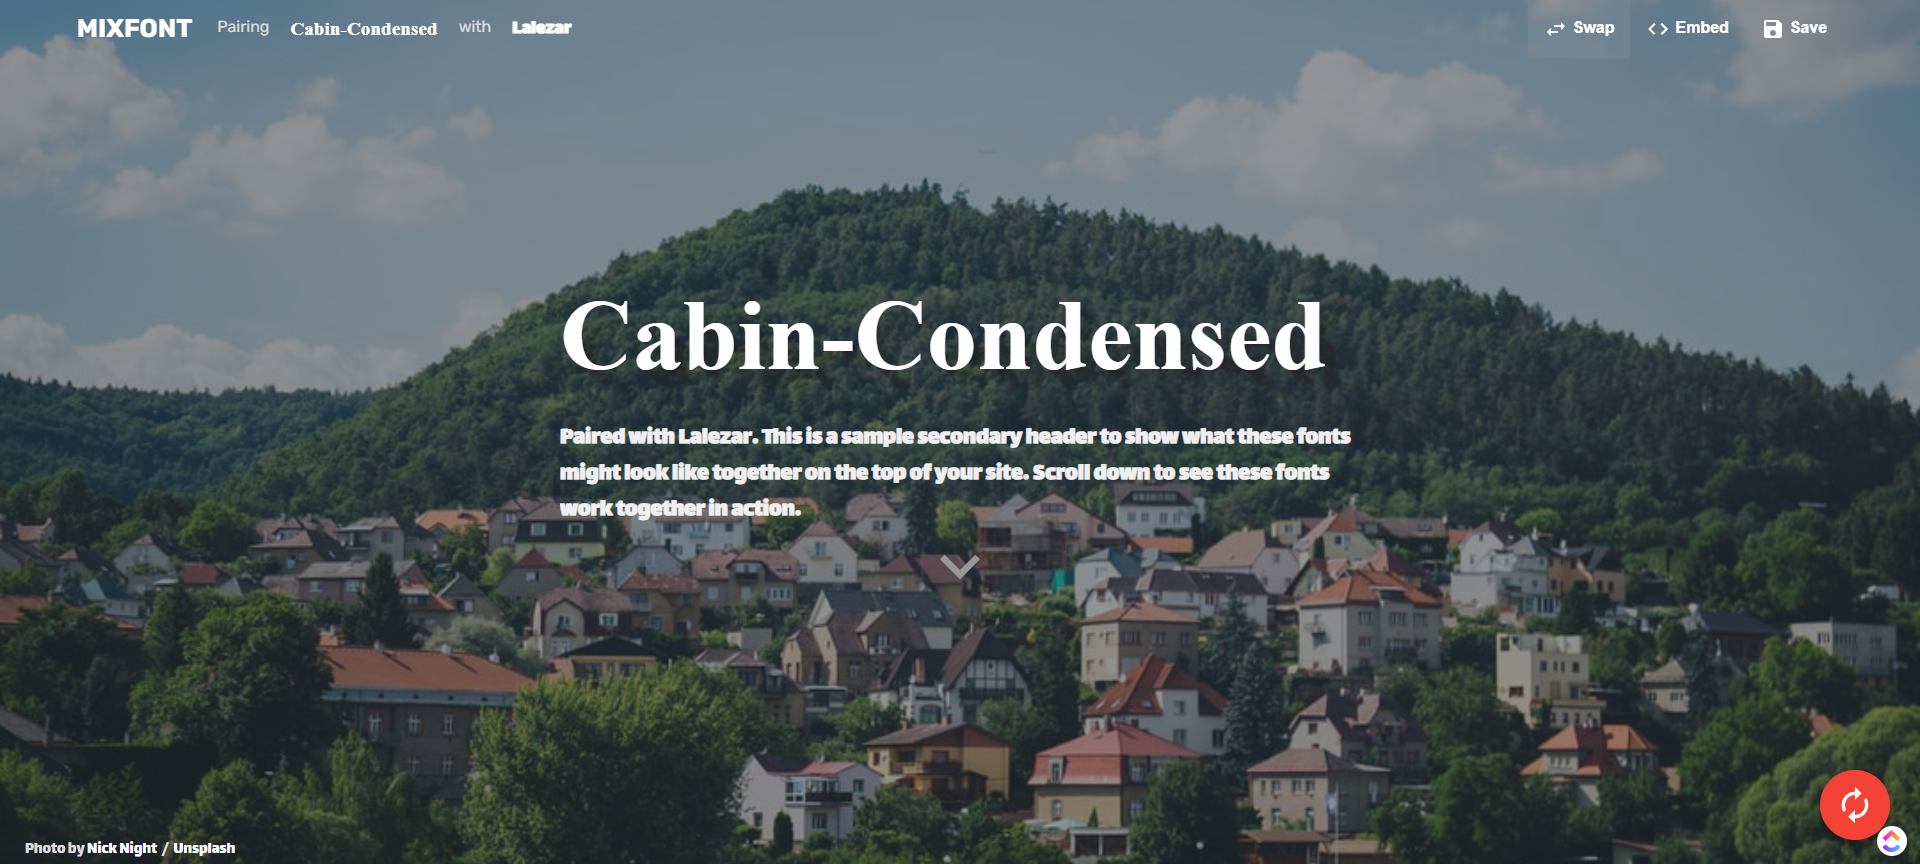 MIXFONT Pairing Cabin-Condensed with Lalezar Swap Embed Save
Cabin-Condensed
Paired with Lalezar. This is a sample secondary header to show what these fonts
might look like together on the top of your site. Scroll down to see these fonts
work together in action.
Photo by Nick Night / Unsplash